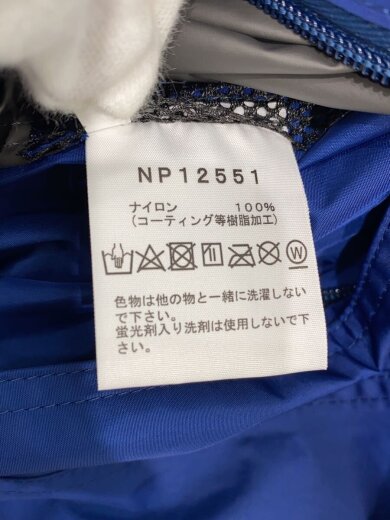 NP12551
ナイロン 100%
(コーティング等樹脂加工)
W
色物は他の物と一緒に洗濯しない
で下さい。
蛍光剤入り洗剤は使用しないで下
さい。